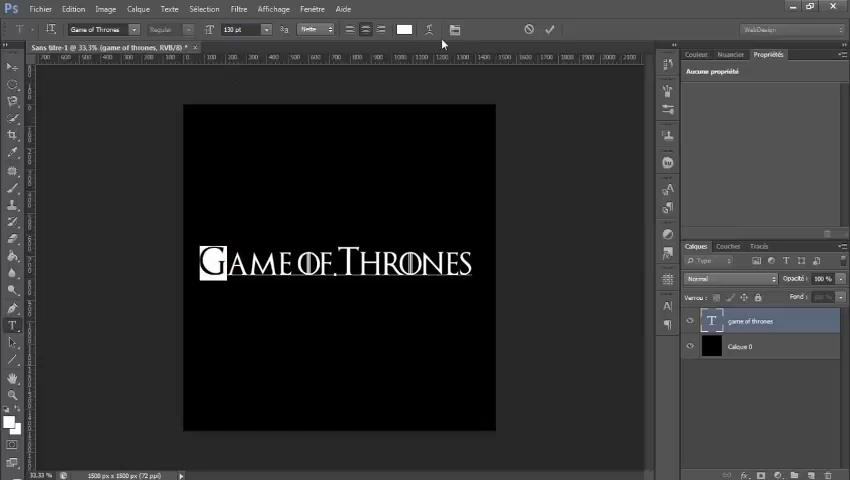 Ps Fichier Edition Image Calque Texte Sélection Filtre Affichage Fenêtre Aide
T Game of Thrones Regular 130 pt Nette WebDesign
Sans titre-1 @ 33,3% (game of thrones, RVB/8) * ×
Couleur Nuancier Propriétés
Aucune propriété
GAME OF THRONES
Calques Couches Tracés
Type
Normal Opacité : 100 %
Verrou : Fond : 100 %
T game of thrones
Calque 0
33,33 % 1500 px x 1500 px (72 ppi)